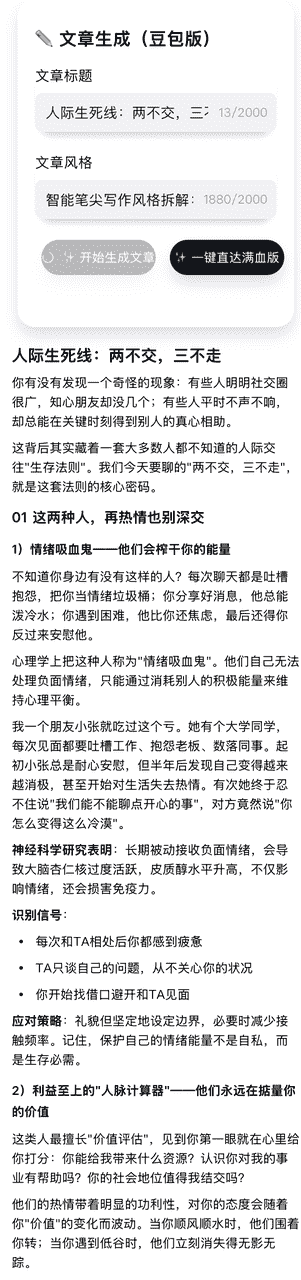 ✏️ 文章生成（豆包版）
文章标题
人际生死线：两不交，三不 13/2000
文章风格
智能笔尖写作风格拆解： 1880/2000
✨ 开始生成文章
✨ 一键直达满血版
人际生死线：两不交，三不走
你有没有发现一个奇怪的现象：有些人明明社交圈
很广，知心朋友却没几个；有些人平时不声不响，
却总能在关键时刻得到别人的真心相助。
这背后其实藏着一套大多数人都不知道的人际交
往"生存法则"。我们今天要聊的"两不交，三不走"，
就是这套法则的核心密码。
01 这两种人，再热情也别深交
1）情绪吸血鬼——他们会榨干你的能量
不知道你身边有没有这样的人？每次聊天都是吐槽
抱怨，把你当情绪垃圾桶；你分享好消息，他总能
泼冷水；你遇到困难，他比你还焦虑，最后还得你
反过来安慰他。
心理学上把这种人称为"情绪吸血鬼"。他们自己无法
处理负面情绪，只能通过消耗别人的积极能量来维
持心理平衡。
我一个朋友小张就吃过这个亏。她有个大学同学，
每次见面都要吐槽工作、抱怨老板、数落同事。起
初小张总是耐心安慰，但半年后发现自己变得越来
越消极，甚至开始对生活失去热情。有次她终于忍
不住说"我们能不能聊点开心的事"，对方竟然说"你
怎么变得这么冷漠"。
神经科学研究表明：长期被动接收负面情绪，会导
致大脑杏仁核过度活跃，皮质醇水平升高，不仅影
响情绪，还会损害免疫力。
识别信号：
• 每次和TA相处后你都感到疲惫
• TA只谈自己的问题，从不关心你的状况
• 你开始找借口避开和TA见面
应对策略：礼貌但坚定地设定边界，必要时减少接
触频率。记住，保护自己的情绪能量不是自私，而
是生存必需。
2）利益至上的"人脉计算器"——他们永远在掂量你
的价值
这类人最擅长"价值评估"，见到你第一眼就在心里给
你打分：你能给我带来什么资源？认识你对我的事
业有帮助吗？你的社会地位值得我结交吗？
他们的热情带着明显的功利性，对你的态度会随着
你"价值"的变化而波动。当你顺风顺水时，他们围着
你转；当你遇到低谷时，他们立刻消失得无影无
踪。